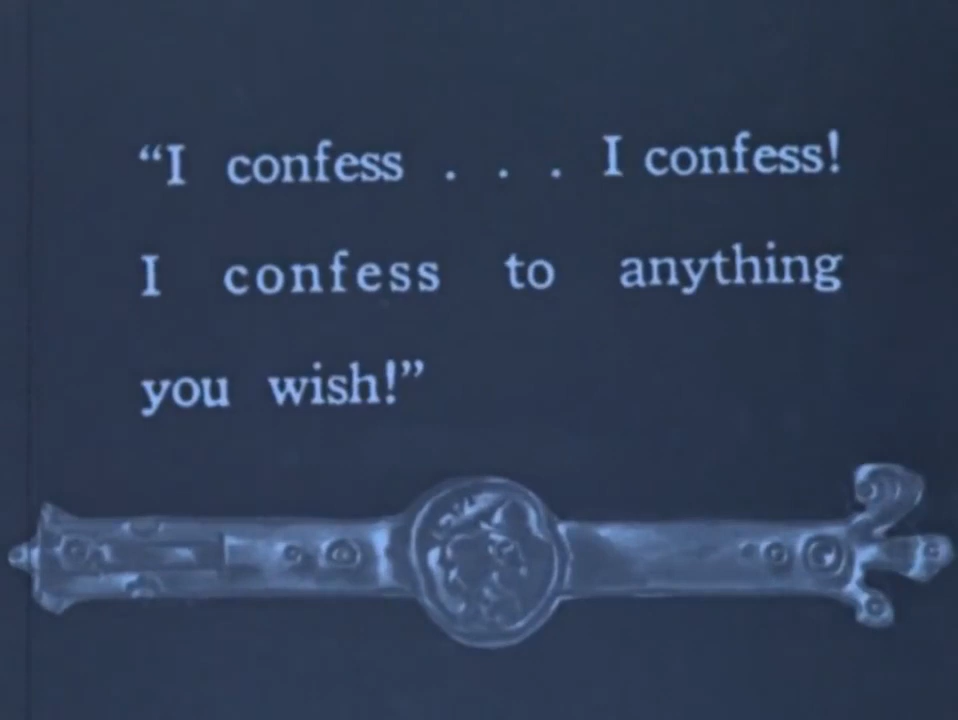 “I confess . . . I confess!
I confess to anything
you wish!”